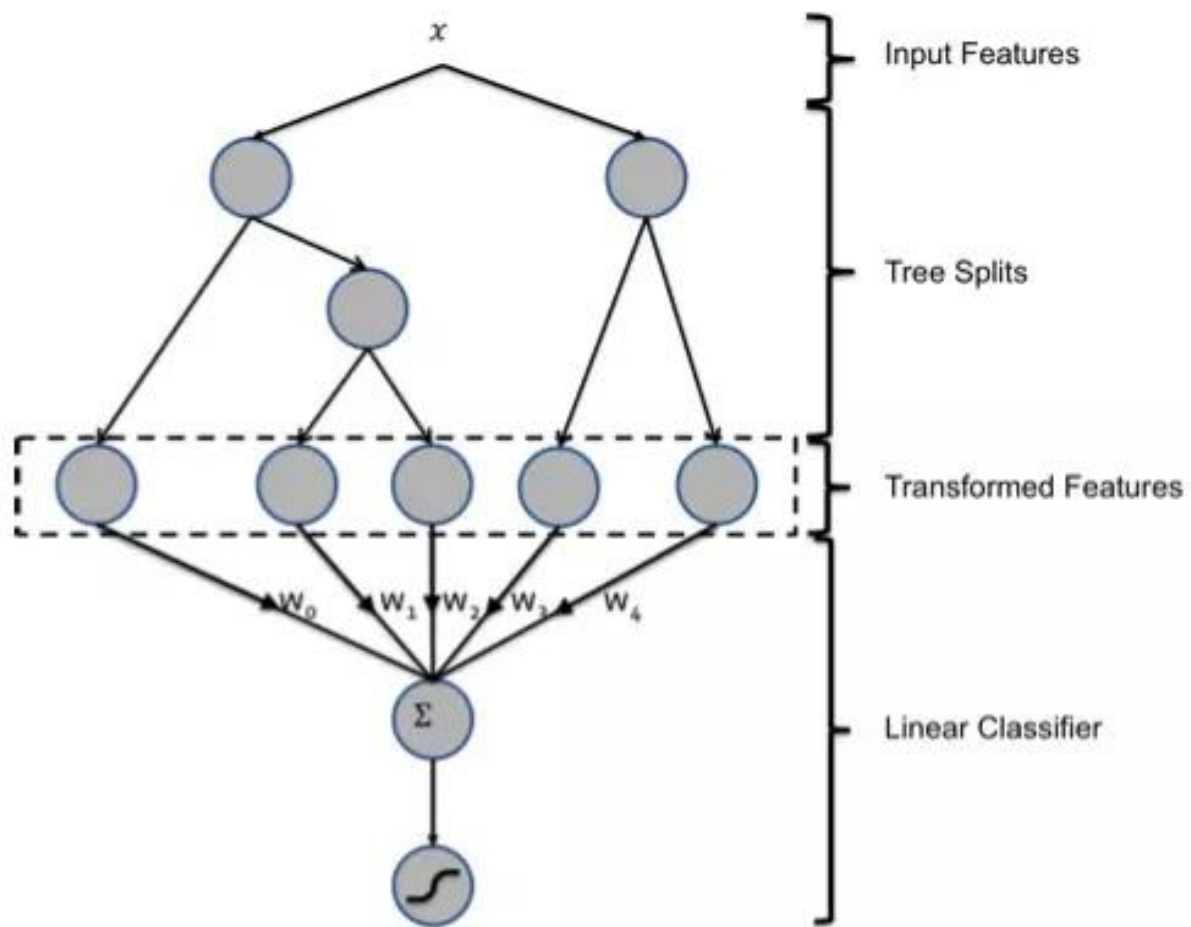 x
Input Features
Tree Splits
Transformed Features
W₀ W₁ W₂ W₃ W₄
Σ
Linear Classifier